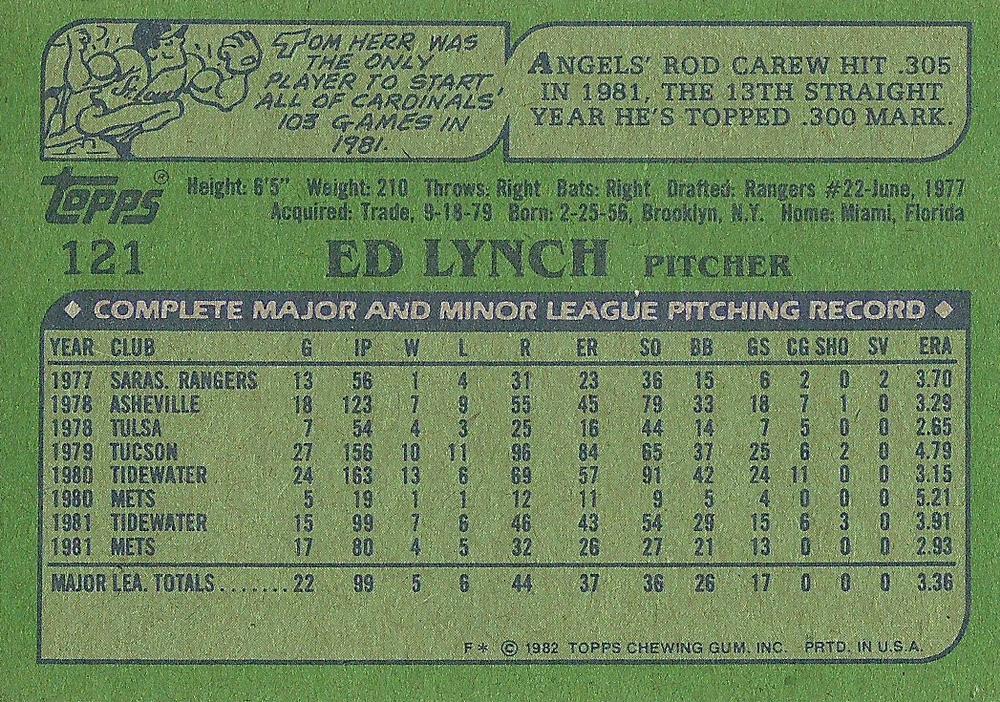 TOM HERR WAS
THE ONLY
PLAYER TO START
ALL OF CARDINALS'
103 GAMES IN
1981.
St. Louis
ANGELS' ROD CAREW HIT .305
IN 1981, THE 13TH STRAIGHT
YEAR HE'S TOPPED .300 MARK.
TOPPS®
Height: 6'5" Weight: 210 Throws: Right Bats: Right Drafted: Rangers #22-June, 1977
Acquired: Trade, 9-18-79 Born: 2-25-56, Brooklyn, N.Y. Home: Miami, Florida
121 ED LYNCH PITCHER
◆ COMPLETE MAJOR AND MINOR LEAGUE PITCHING RECORD ◆
YEAR CLUB G IP W L R ER SO BB GS CG SHO SV ERA
1977 SARAS. RANGERS 13 56 1 4 31 23 36 15 6 2 0 2 3.70
1978 ASHEVILLE 18 123 7 9 55 45 79 33 18 7 1 0 3.29
1978 TULSA 7 54 4 3 25 16 44 14 7 5 0 0 2.65
1979 TUCSON 27 156 10 11 96 84 65 37 25 6 2 0 4.79
1980 TIDEWATER 24 163 13 6 69 57 91 42 24 11 0 0 3.15
1980 METS 5 19 1 1 12 11 9 5 4 0 0 0 5.21
1981 TIDEWATER 15 99 7 6 46 43 54 29 15 6 3 0 3.91
1981 METS 17 80 4 5 32 26 27 21 13 0 0 0 2.93
MAJOR LEA. TOTALS.......22 99 5 6 44 37 36 26 17 0 0 0 3.36
F* © 1982 TOPPS CHEWING GUM, INC. PRTD. IN U.S.A.